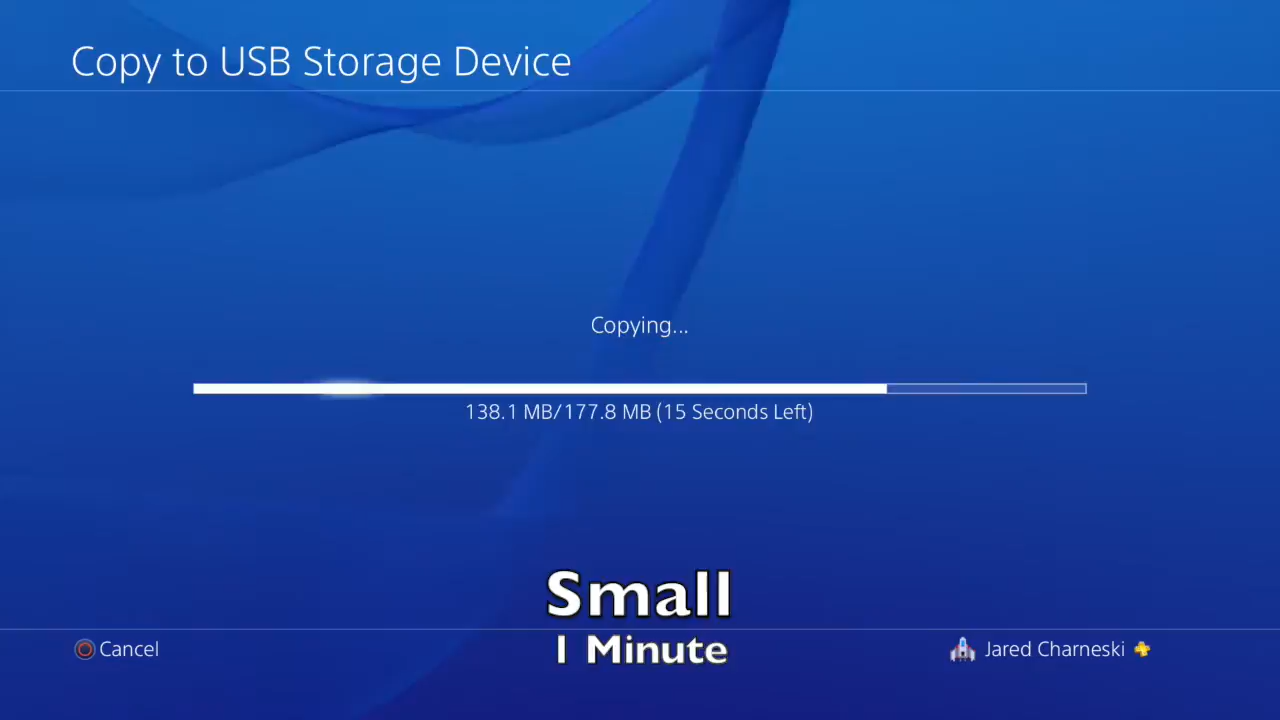 Copy to USB Storage Device
Copying...
138.1 MB/177.8 MB (15 Seconds Left)
Small
1 Minute
Cancel
Jared Charneski